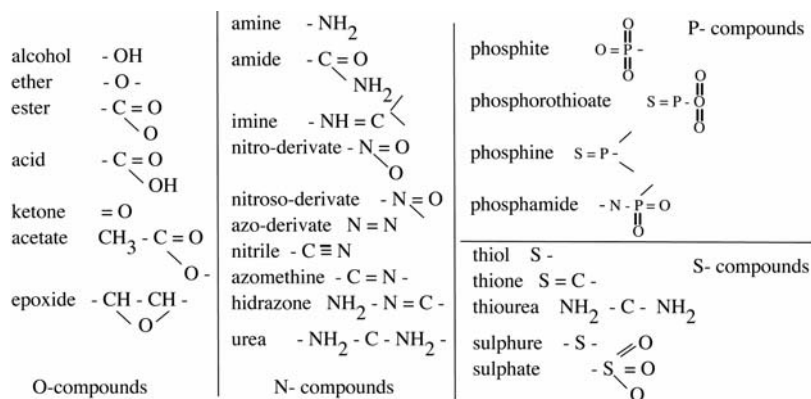 alcohol - OH
ether - O -
ester - C = O
O
acid - C = O
OH
ketone = O
acetate CH3 - C = O
O -
epoxide - CH - CH -
O
O-compounds
amine - NH2
amide - C = O
NH2
imine - NH = C
nitro-derivate - N = O
O
nitroso-derivate - N = O
azo-derivate N = N
nitrile - C ≡ N
azomethine - C = N -
hidrazone NH2 - N = C -
urea - NH2 - C - NH2 -
N- compounds
P- compounds
O
phosphite O = P -
O
O
phosphorothioate S = P - O
O
phosphine S = P -
phosphamide - N - P = O
O
thiol S -
S- compounds
thione S = C -
thiourea NH2 - C - NH2
sulphure - S - O
sulphate - S = O
O